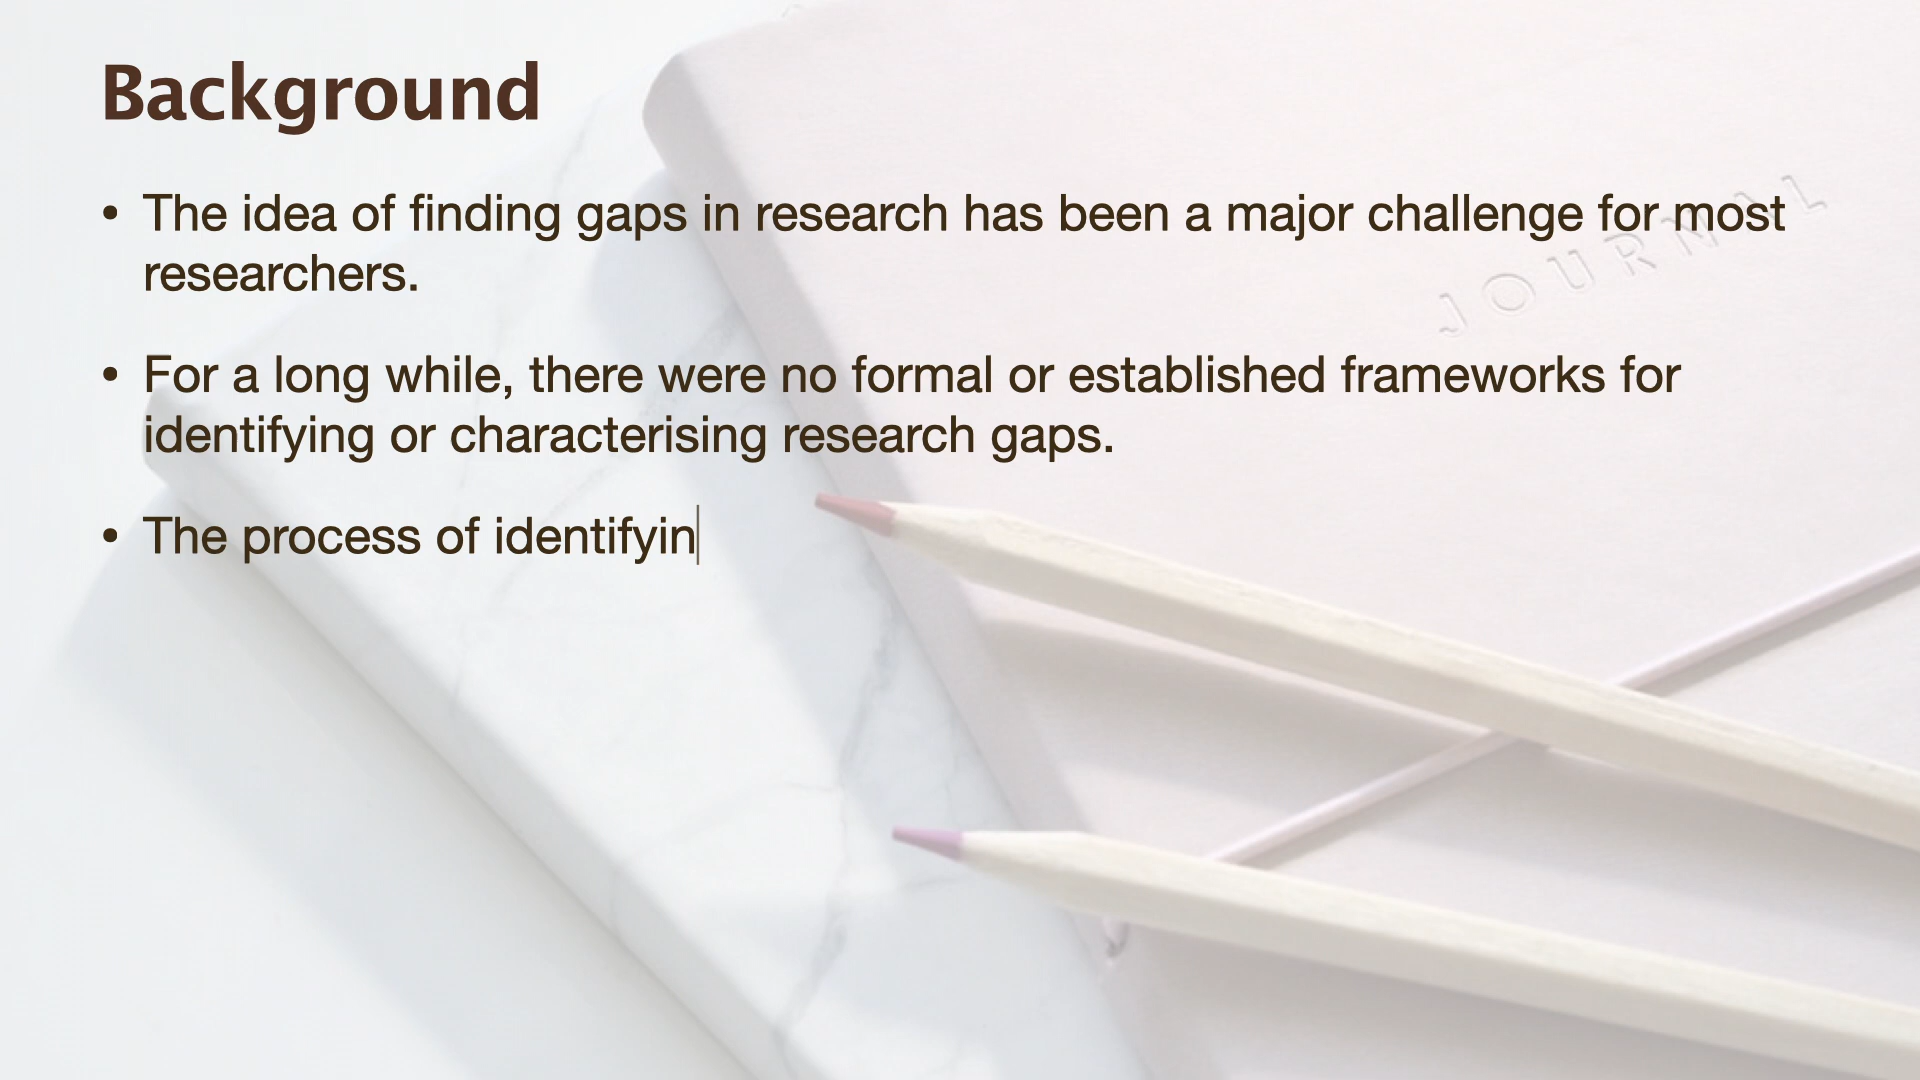 Background
• The idea of finding gaps in research has been a major challenge for most
researchers.
JOURNAL
• For a long while, there were no formal or established frameworks for
identifying or characterising research gaps.
• The process of identifyin